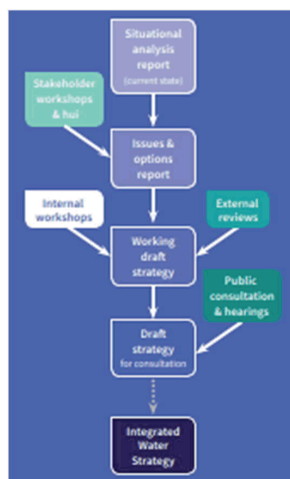 Situational
analysis
report
(current state)
Stakeholder
workshops
& hui
Issues &
options
report
Internal
workshops
External
reviews
Working
draft
strategy
Public
consultation
& hearings
Draft
strategy
for consultation
Integrated
Water
Strategy